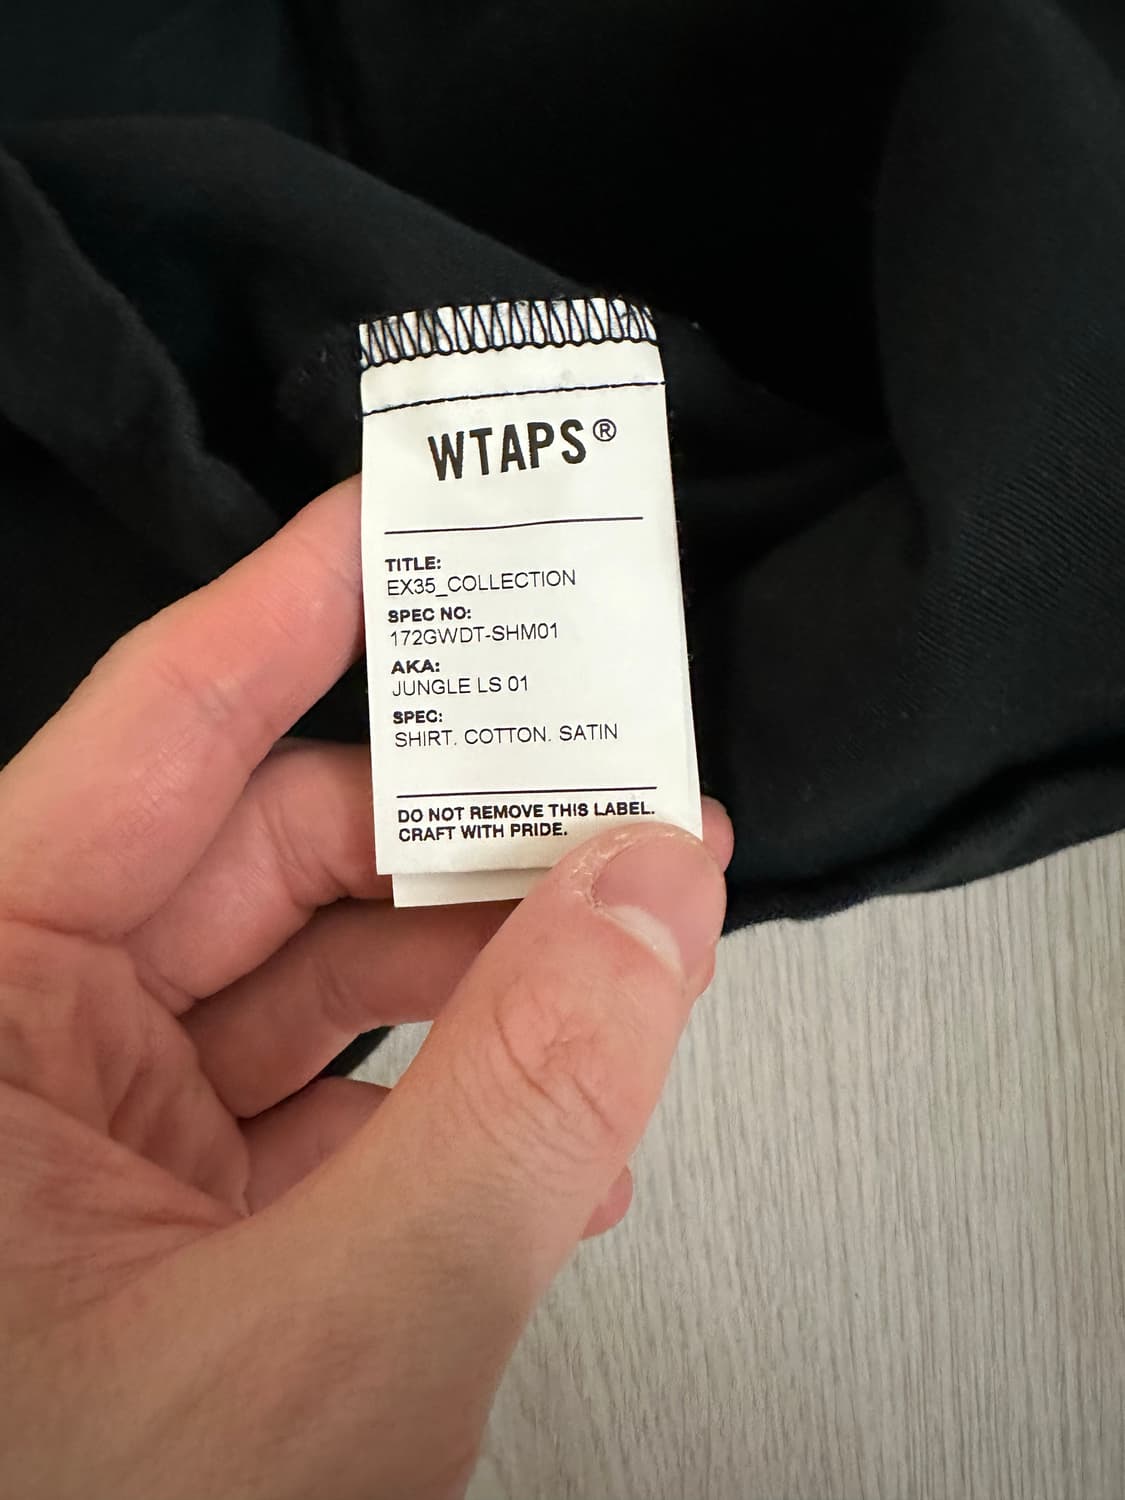 WTAPS®
TITLE:
EX35_COLLECTION
SPEC NO:
172GWDT-SHM01
AKA:
JUNGLE LS 01
SPEC:
SHIRT. COTTON. SATIN
DO NOT REMOVE THIS LABEL.
CRAFT WITH PRIDE.